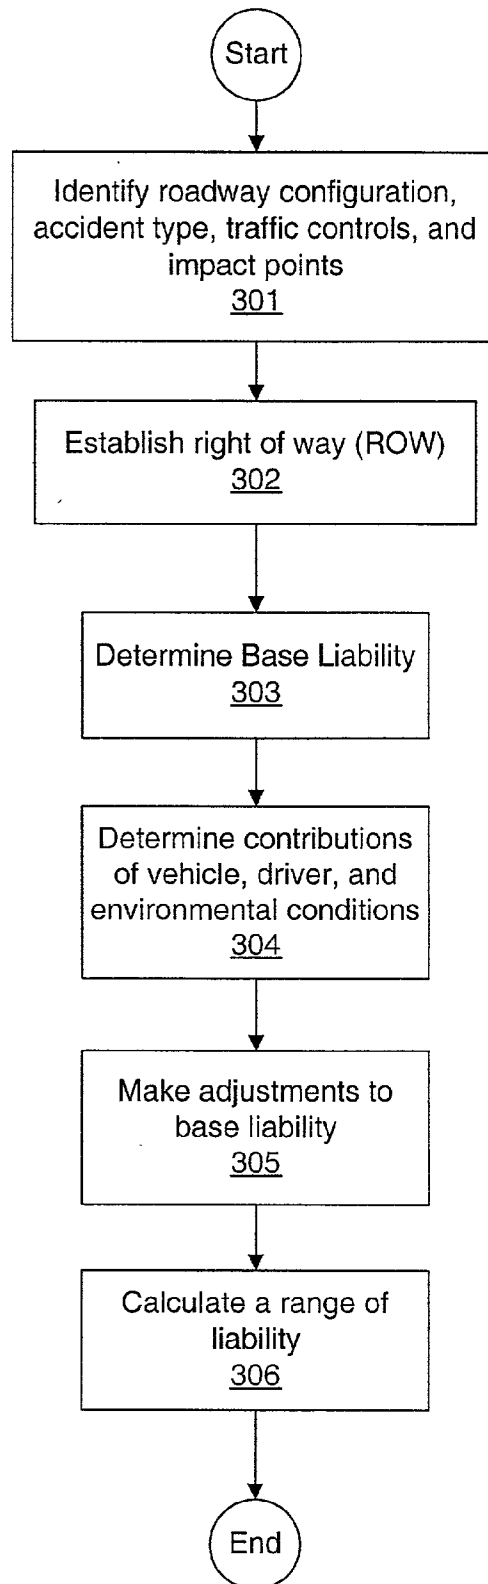 Start
Identify roadway configuration,
accident type, traffic controls, and
impact points
301
Establish right of way (ROW)
302
Determine Base Liability
303
Determine contributions
of vehicle, driver, and
environmental conditions
304
Make adjustments to
base liability
305
Calculate a range of
liability
306
End